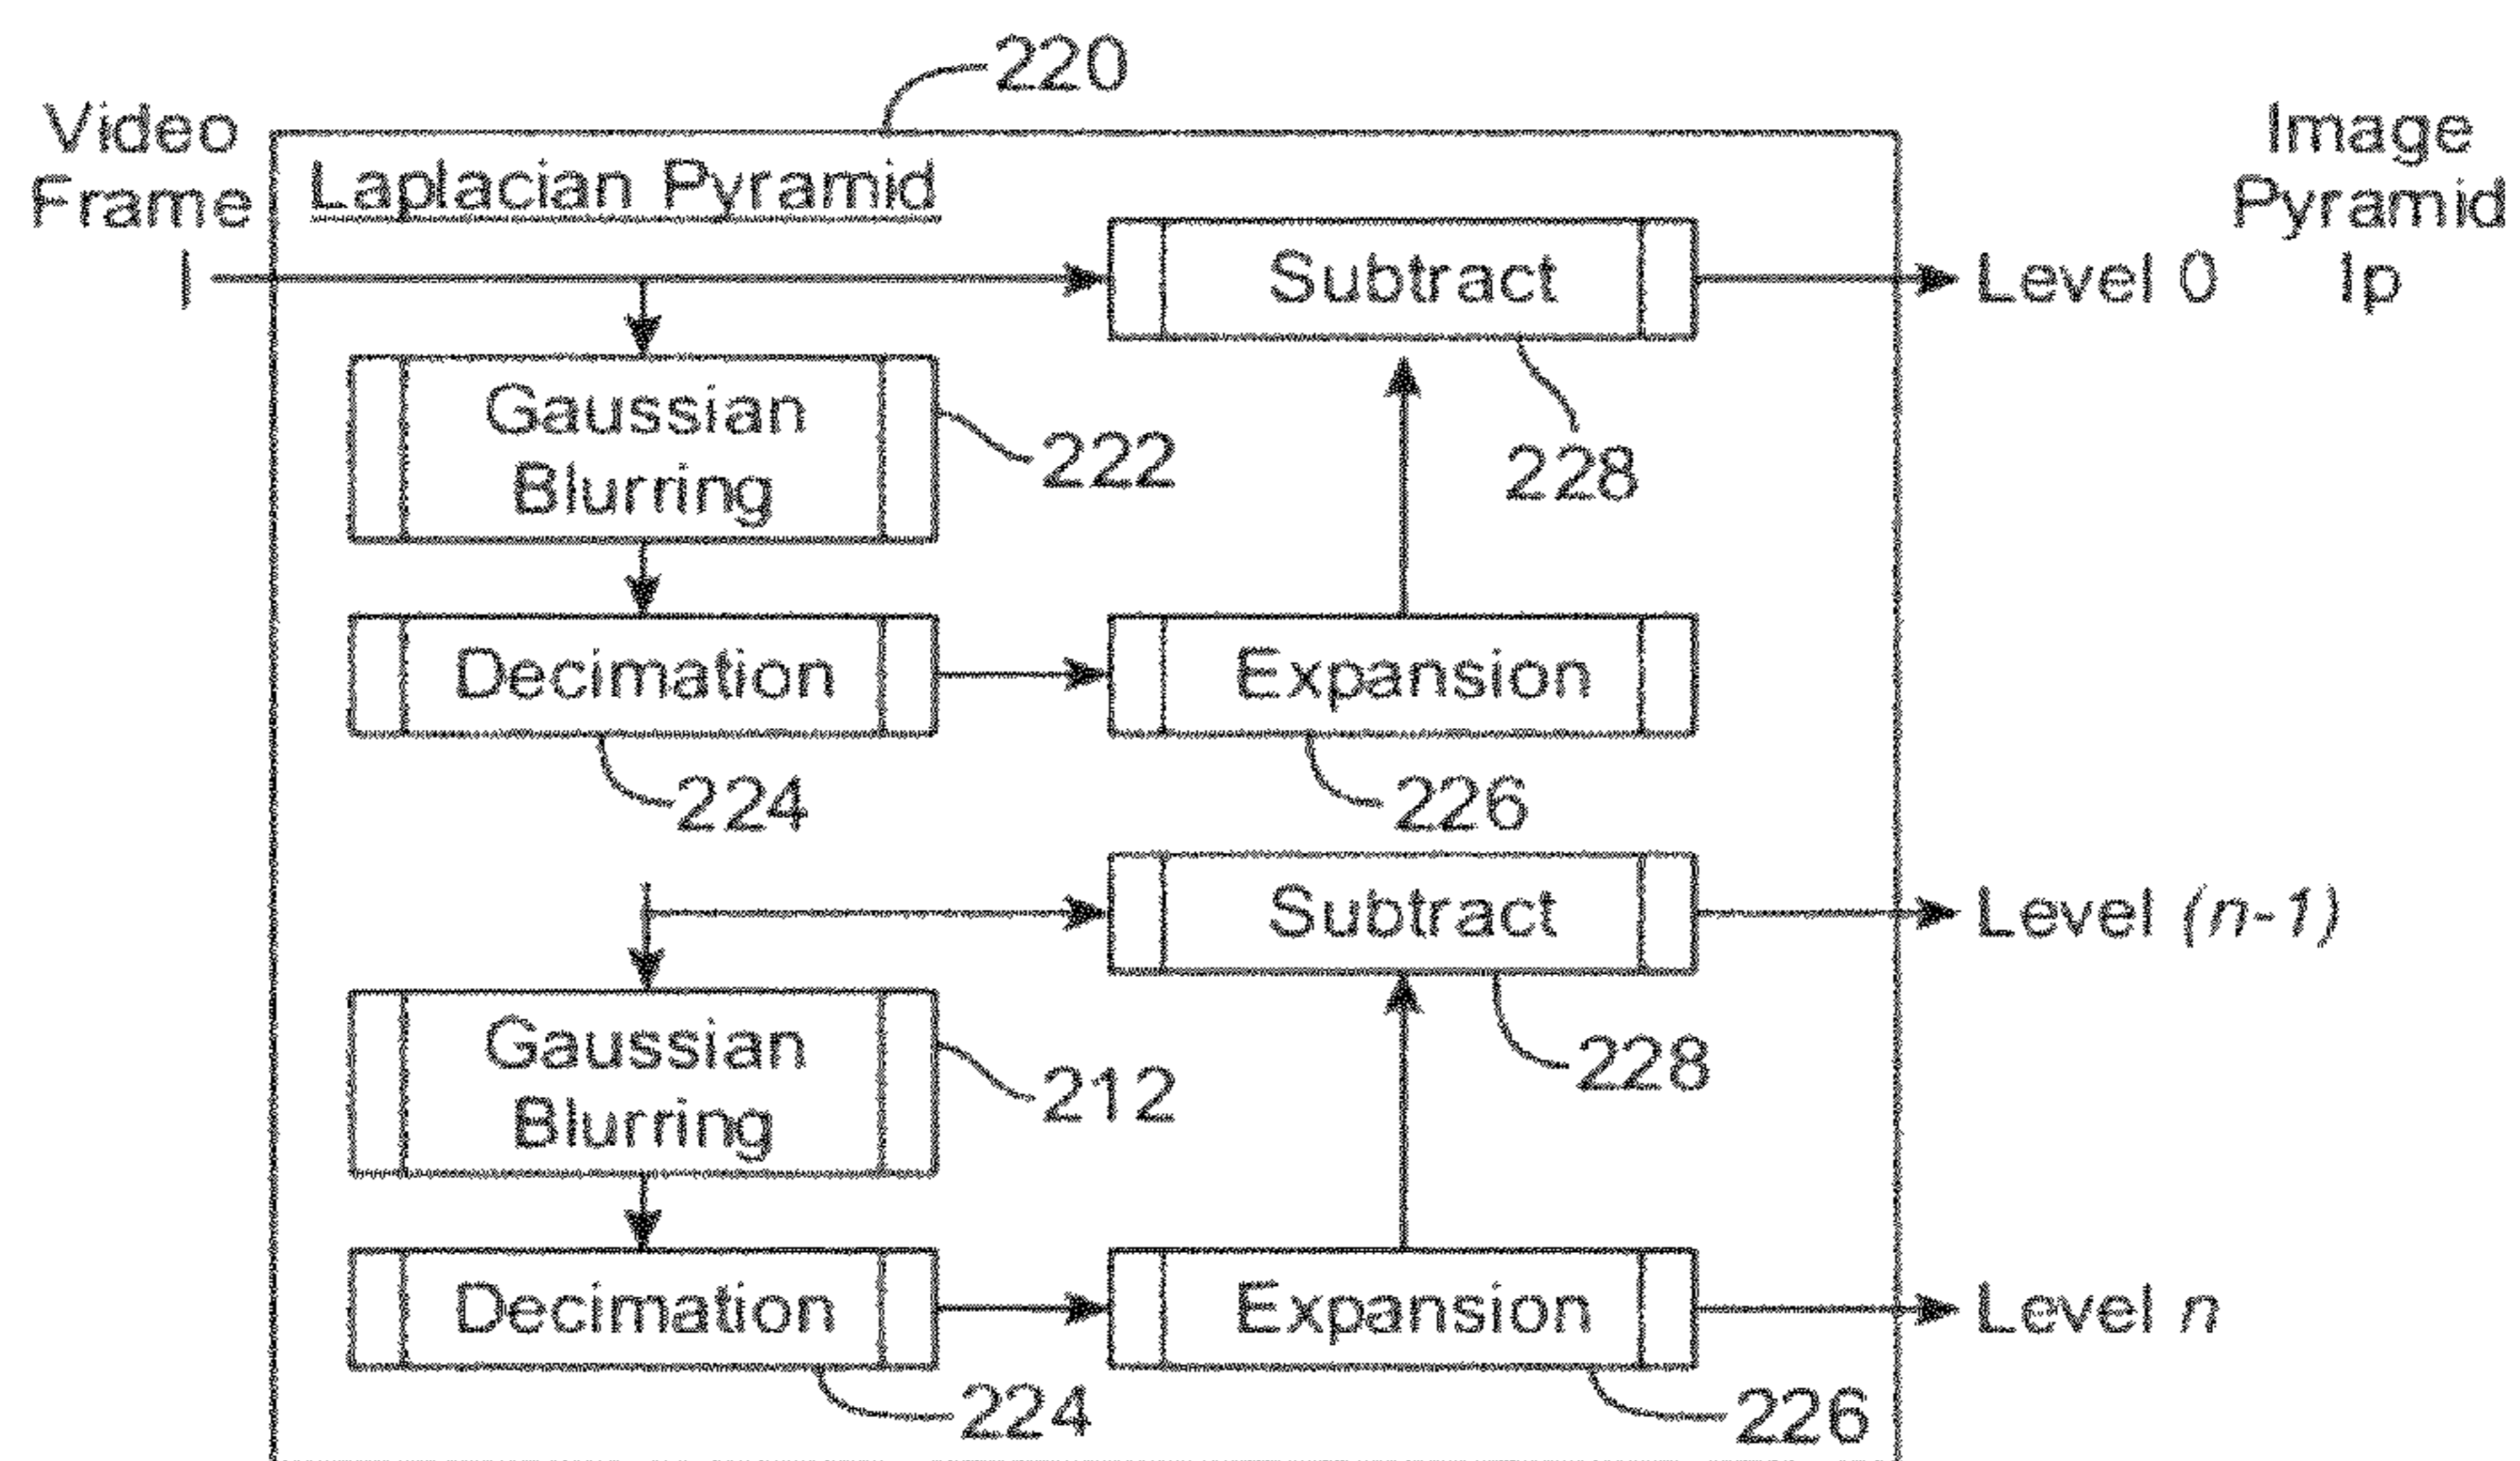 220
Video
Frame
I
Laplacian Pyramid
Image
Pyramid
Ip
Subtract
Level 0
228
Gaussian
Blurring
222
Decimation
224
Expansion
226
Subtract
Level (n-1)
228
Gaussian
Blurring
212
Decimation
224
Expansion
226
Level n